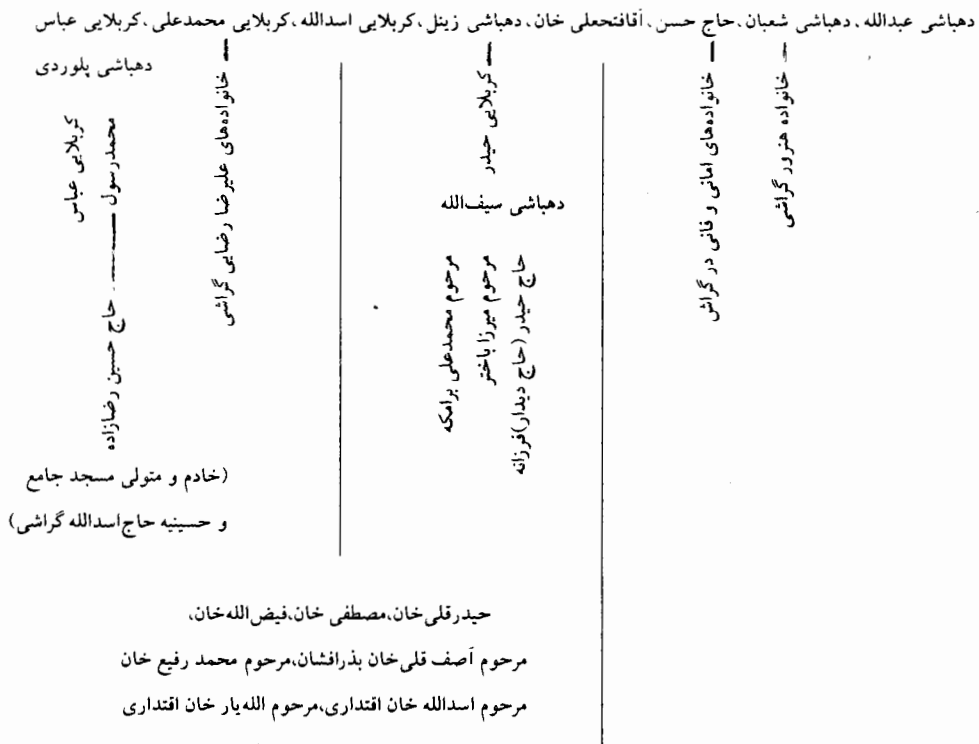 دهباشی عبدالله، دهباشی شعبان، حاج حسن، آقافتحعلی خان، دهباشی زینل، کربلایی اسدالله، کربلایی محمدعلی، کربلایی عباس
خانواده هنرور گراشی
خانواده‌های امانی و فانی در گراش
کربلایی حیدر
دهباشی سیف‌الله
حاج حیدر (حاج دیدار) فرزانه
مرحوم میرزا باختر
مرحوم محمدعلی برامکه
خانواده‌های علیرضا رضایی گراشی
دهباشی پلوردی
محمدرسول
حاج حسین رضازاده
کربلایی عباس
(خادم و متولی مسجد جامع
و حسینیه حاج اسدالله گراشی)
حیدرقلی‌خان، مصطفی خان، فیض‌الله‌خان،
مرحوم آصف قلی‌خان بذرافشان، مرحوم محمد رفیع خان
مرحوم اسدالله خان اقتداری، مرحوم الله‌یار خان اقتداری